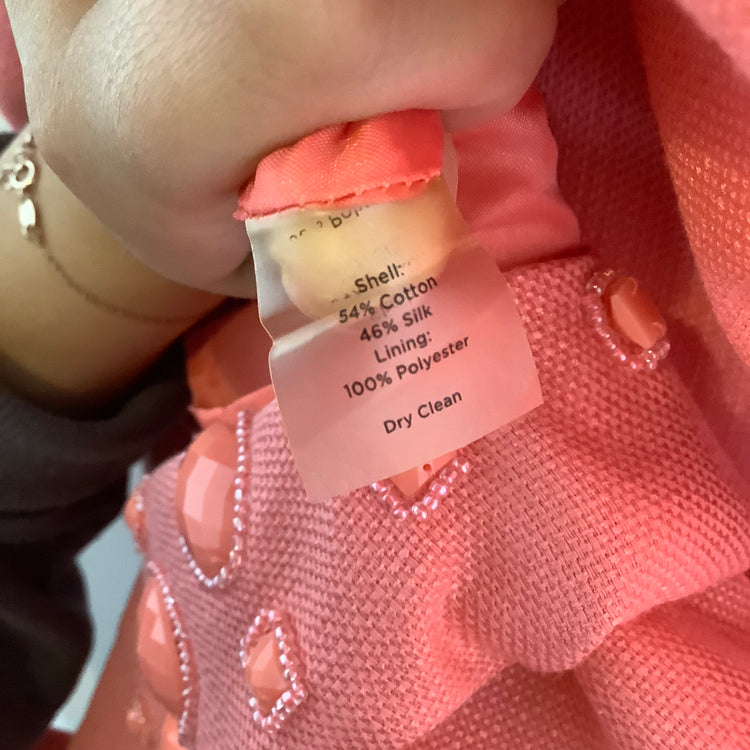 Shell:
54% Cotton
46% Silk
Lining:
100% Polyester
Dry Clean